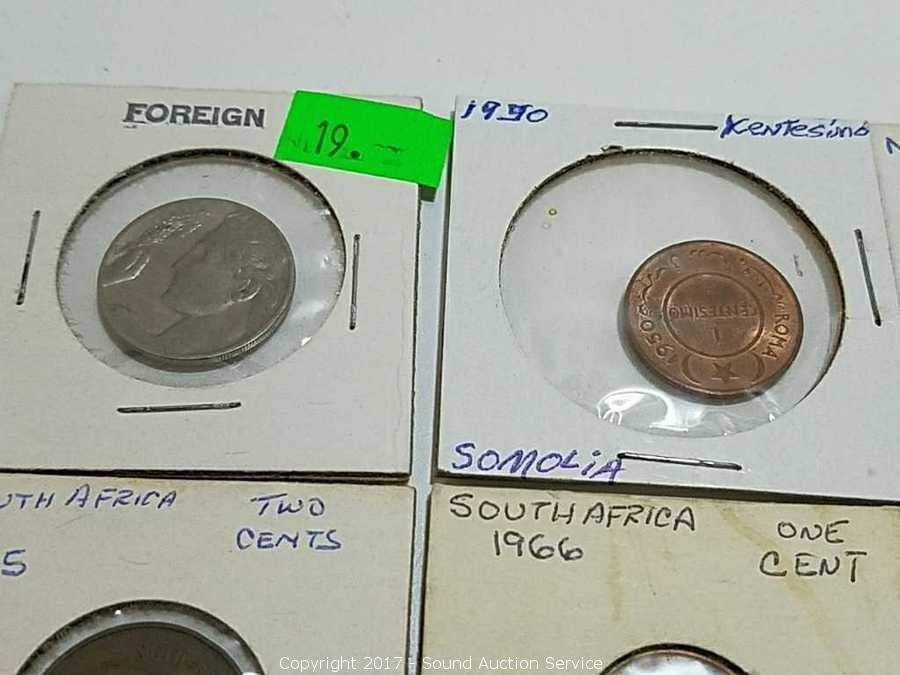 FOREIGN
19.
1950
Kentesimo
1950 ROMA
CENTESIMO
1
SOMOLIA
UTH AFRICA
5
TWO
CENTS
SOUTH AFRICA
1966
ONE
CENT
Copyright 2017 - Sound Auction Service